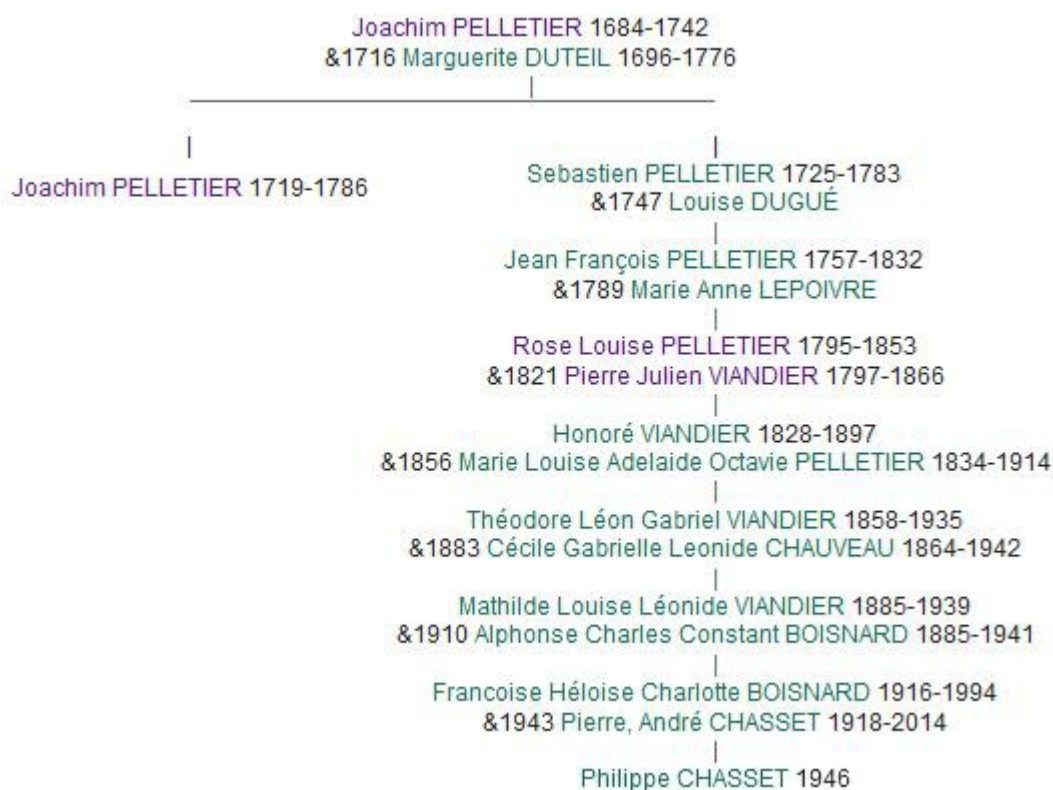 Joachim PELLETIER 1684-1742
&1716 Marguerite DUTEIL 1696-1776
Joachim PELLETIER 1719-1786
Sebastien PELLETIER 1725-1783
&1747 Louise DUGUÉ
Jean François PELLETIER 1757-1832
&1789 Marie Anne LEPOIVRE
Rose Louise PELLETIER 1795-1853
&1821 Pierre Julien VIANDIER 1797-1866
Honoré VIANDIER 1828-1897
&1856 Marie Louise Adelaide Octavie PELLETIER 1834-1914
Théodore Léon Gabriel VIANDIER 1858-1935
&1883 Cécile Gabrielle Leonide CHAUVEAU 1864-1942
Mathilde Louise Léonide VIANDIER 1885-1939
&1910 Alphonse Charles Constant BOISNARD 1885-1941
Francoise Héloise Charlotte BOISNARD 1916-1994
&1943 Pierre, André CHASSET 1918-2014
Philippe CHASSET 1946